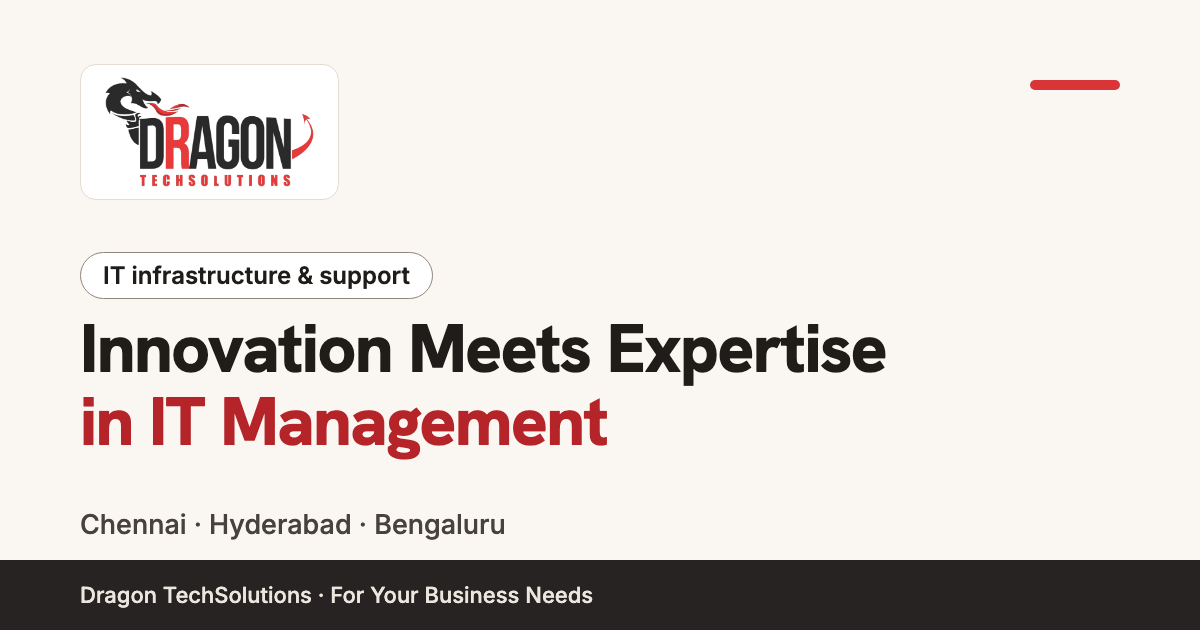 DRAGON
TECHSOLUTIONS
IT infrastructure & support
Innovation Meets Expertise
in IT Management
Chennai · Hyderabad · Bengaluru
Dragon TechSolutions · For Your Business Needs